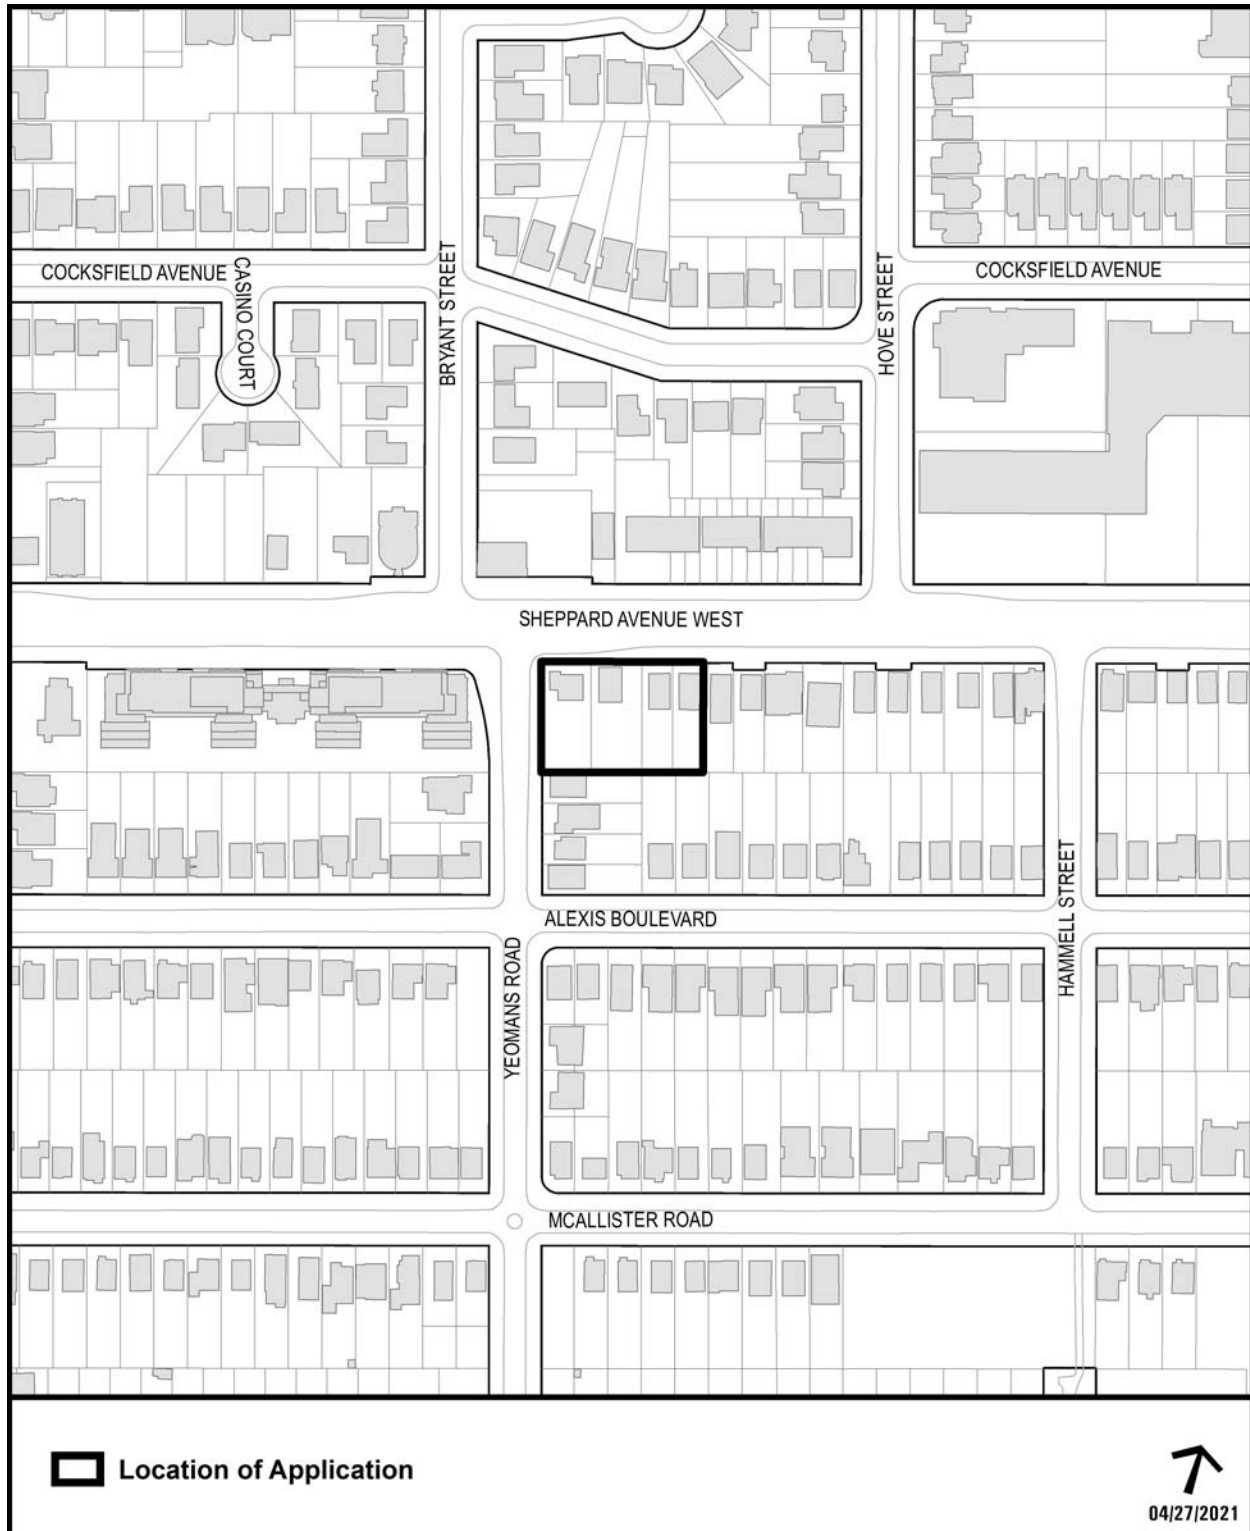 COCKSFIELD AVENUE
CASINO COURT
BRYANT STREET
HOVE STREET
COCKSFIELD AVENUE
SHEPPARD AVENUE WEST
ALEXIS BOULEVARD
YEOMANS ROAD
HAMMELL STREET
MCALLISTER ROAD
Location of Application
04/27/2021